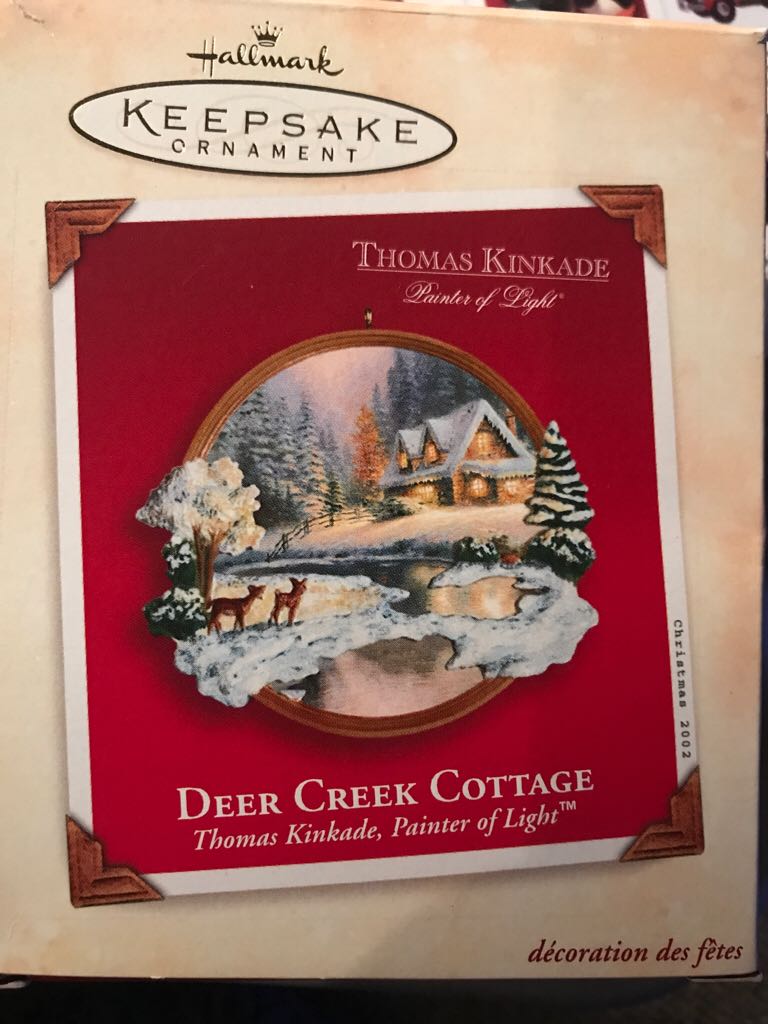 Hallmark
KEEPSAKE
ORNAMENT
THOMAS KINKADE
Painter of Light®
Christmas 2002
DEER CREEK COTTAGE
Thomas Kinkade, Painter of Light™
décoration des fêtes